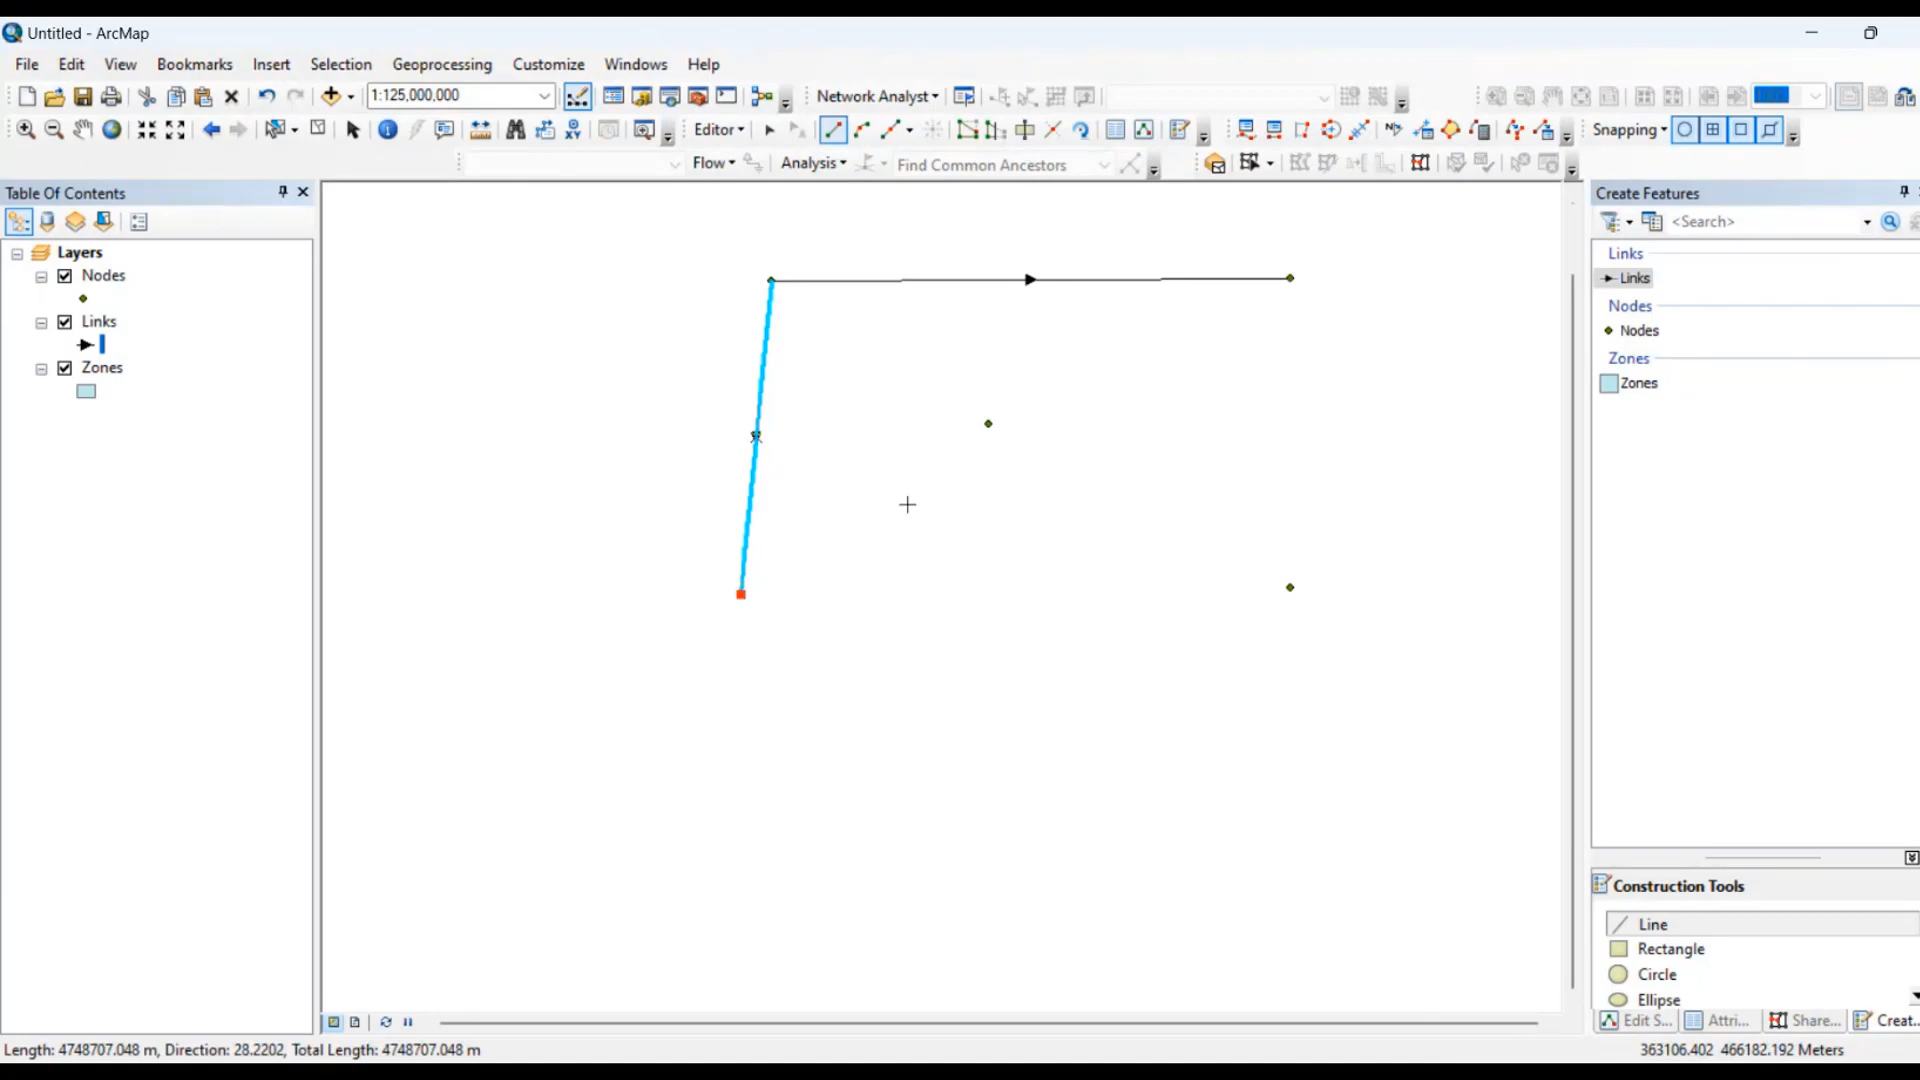 Untitled - ArcMap
File Edit View Bookmarks Insert Selection Geoprocessing Customize Windows Help
1:125,000,000 Network Analyst
Editor Snapping
Flow Analysis Find Common Ancestors
Table Of Contents
Layers
Nodes
Links
Zones
Create Features
<Search>
Links
Links
Nodes
Nodes
Zones
Zones
Construction Tools
Line
Rectangle
Circle
Ellipse
Edit S... Attri... Share... Creat...
Length: 4748707.048 m, Direction: 28.2202, Total Length: 4748707.048 m
363106.402 466182.192 Meters